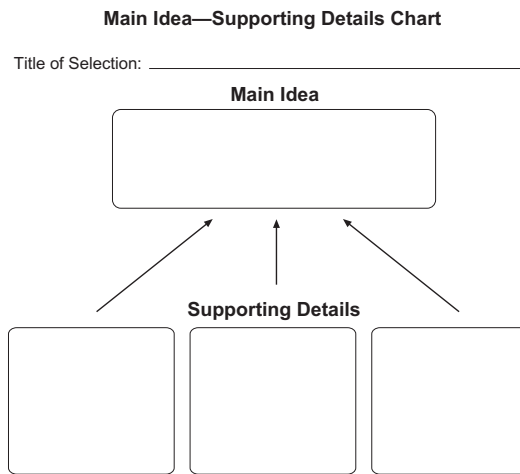 Main Idea—Supporting Details Chart
Title of Selection:
Main Idea
Supporting Details